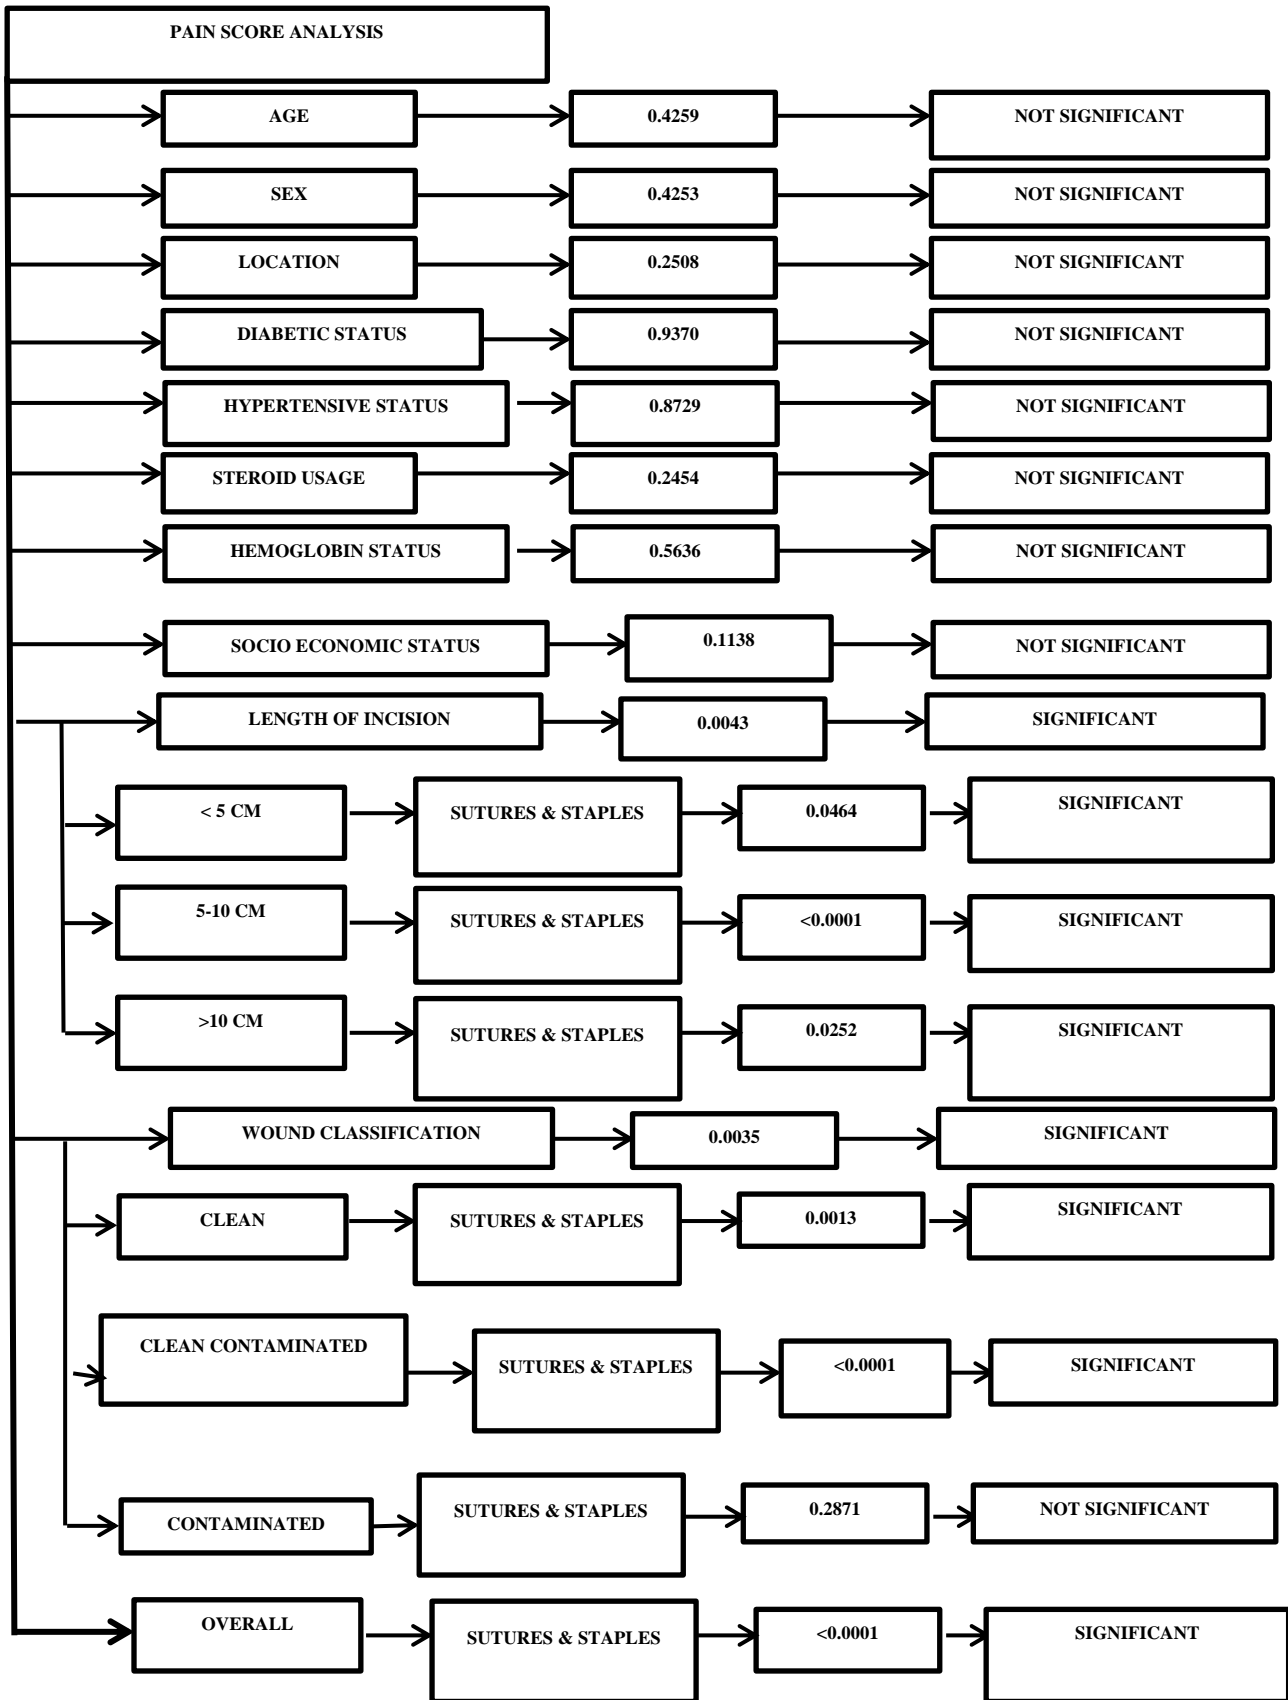 PAIN SCORE ANALYSIS
AGE
0.4259
NOT SIGNIFICANT
SEX
0.4253
NOT SIGNIFICANT
LOCATION
0.2508
NOT SIGNIFICANT
DIABETIC STATUS
0.9370
NOT SIGNIFICANT
HYPERTENSIVE STATUS
0.8729
NOT SIGNIFICANT
STEROID USAGE
0.2454
NOT SIGNIFICANT
HEMOGLOBIN STATUS
0.5636
NOT SIGNIFICANT
SOCIO ECONOMIC STATUS
0.1138
NOT SIGNIFICANT
LENGTH OF INCISION
0.0043
SIGNIFICANT
< 5 CM
SUTURES & STAPLES
0.0464
SIGNIFICANT
5-10 CM
SUTURES & STAPLES
<0.0001
SIGNIFICANT
>10 CM
SUTURES & STAPLES
0.0252
SIGNIFICANT
WOUND CLASSIFICATION
0.0035
SIGNIFICANT
CLEAN
SUTURES & STAPLES
0.0013
SIGNIFICANT
CLEAN CONTAMINATED
SUTURES & STAPLES
<0.0001
SIGNIFICANT
CONTAMINATED
SUTURES & STAPLES
0.2871
NOT SIGNIFICANT
OVERALL
SUTURES & STAPLES
<0.0001
SIGNIFICANT